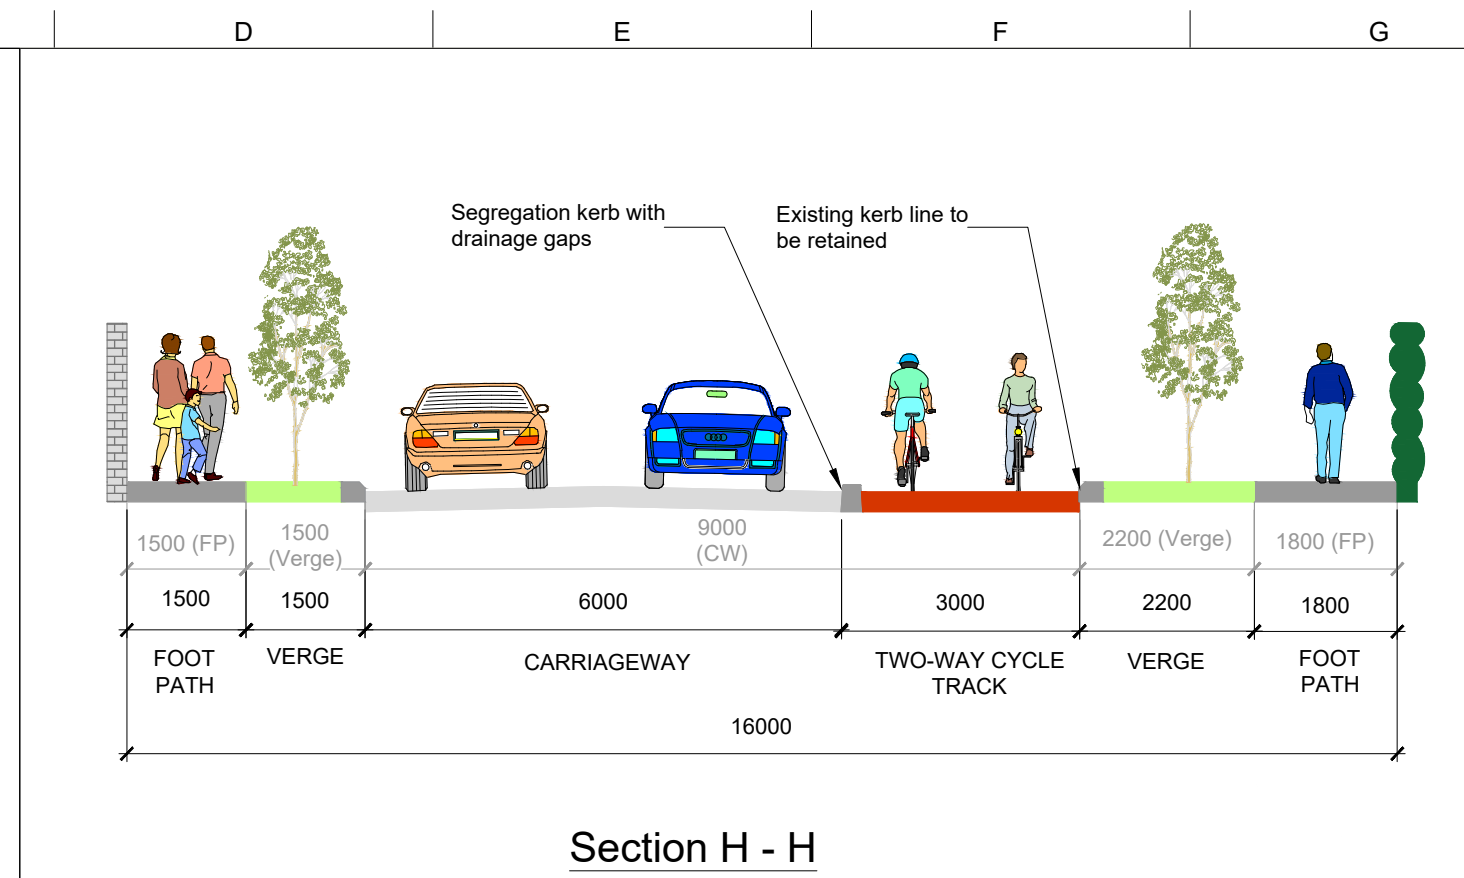 D
E
F
G
Segregation kerb with
drainage gaps
Existing kerb line to
be retained
1500 (FP)
1500
(Verge)
9000
(CW)
2200 (Verge)
1800 (FP)
1500
1500
6000
3000
2200
1800
FOOT
PATH
VERGE
CARRIAGEWAY
TWO-WAY CYCLE
TRACK
VERGE
FOOT
PATH
16000
Section H - H